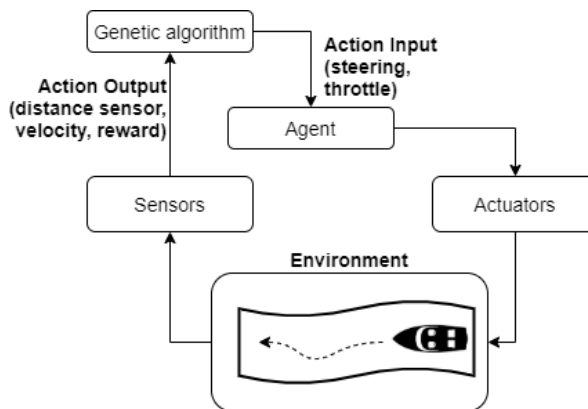 Genetic algorithm
Action Input
(steering,
throttle)
Action Output
(distance sensor,
velocity, reward)
Agent
Sensors
Actuators
Environment